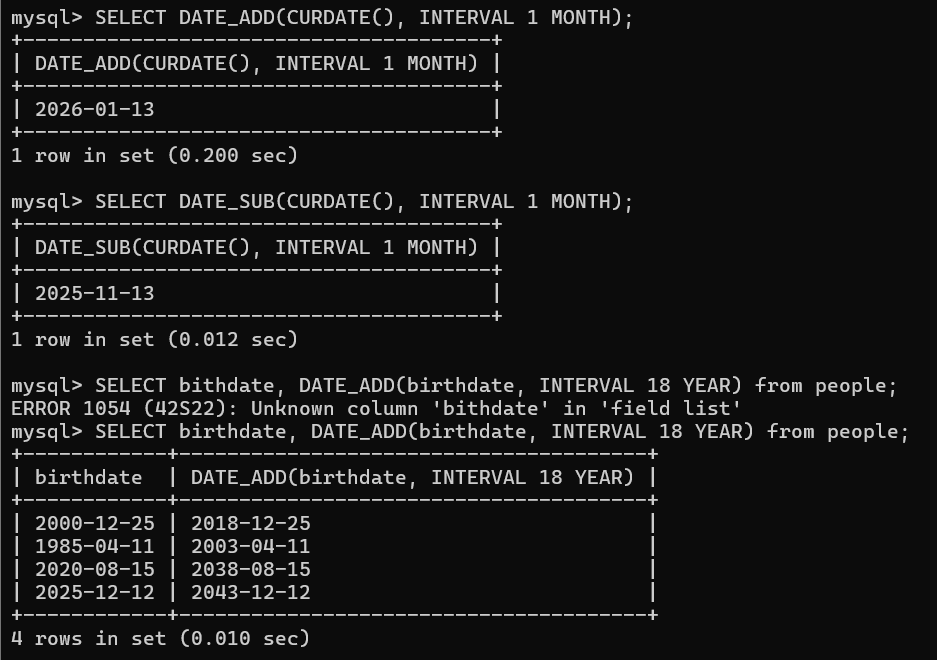 mysql> SELECT DATE_ADD(CURDATE(), INTERVAL 1 MONTH);
+---------------------------------------+
| DATE_ADD(CURDATE(), INTERVAL 1 MONTH) |
+---------------------------------------+
| 2026-01-13                            |
+---------------------------------------+
1 row in set (0.200 sec)

mysql> SELECT DATE_SUB(CURDATE(), INTERVAL 1 MONTH);
+---------------------------------------+
| DATE_SUB(CURDATE(), INTERVAL 1 MONTH) |
+---------------------------------------+
| 2025-11-13                            |
+---------------------------------------+
1 row in set (0.012 sec)

mysql> SELECT bithdate, DATE_ADD(birthdate, INTERVAL 18 YEAR) from people;
ERROR 1054 (42S22): Unknown column 'bithdate' in 'field list'
mysql> SELECT birthdate, DATE_ADD(birthdate, INTERVAL 18 YEAR) from people;
+------------+---------------------------------------+
| birthdate  | DATE_ADD(birthdate, INTERVAL 18 YEAR) |
+------------+---------------------------------------+
| 2000-12-25 | 2018-12-25                            |
| 1985-04-11 | 2003-04-11                            |
| 2020-08-15 | 2038-08-15                            |
| 2025-12-12 | 2043-12-12                            |
+------------+---------------------------------------+
4 rows in set (0.010 sec)